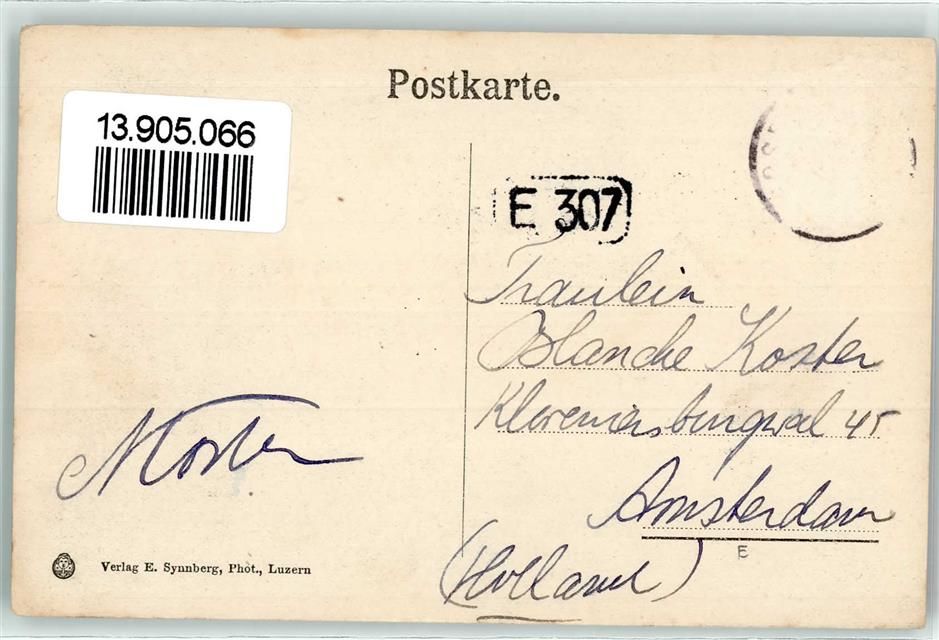 Postkarte.
13.905.066
E 307
Fräulein
Blanche Koster
Kloveniersburgwal 45
Amsterdam
E
(Holland)
Verlag E. Synnberg, Phot., Luzern